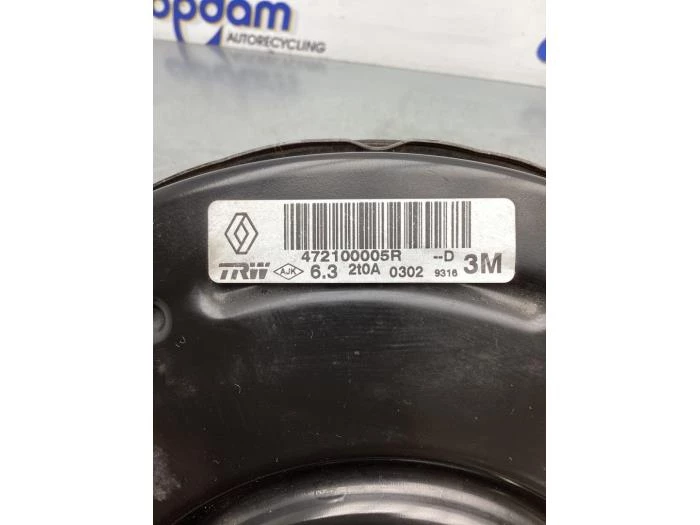 opdam
AUTORECYCLING
472100005R --D
TRW AJK 6.3 2t0A 0302 9316 3M